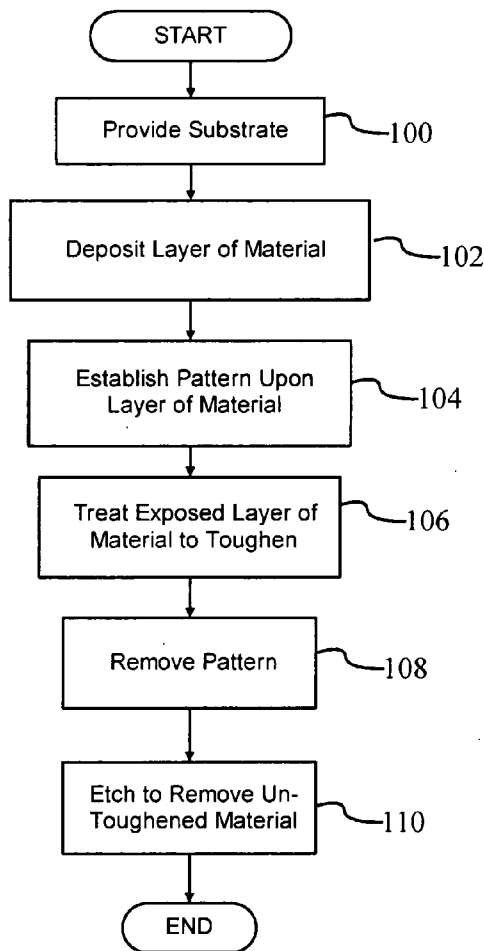 START
Provide Substrate
100
Deposit Layer of Material
102
Establish Pattern Upon
Layer of Material
104
Treat Exposed Layer of
Material to Toughen
106
Remove Pattern
108
Etch to Remove Un-
Toughened Material
110
END